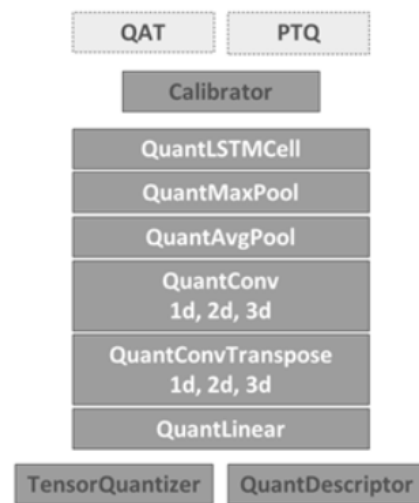 QAT PTQ
Calibrator
QuantLSTMCell
QuantMaxPool
QuantAvgPool
QuantConv
1d, 2d, 3d
QuantConvTranspose
1d, 2d, 3d
QuantLinear
TensorQuantizer QuantDescriptor